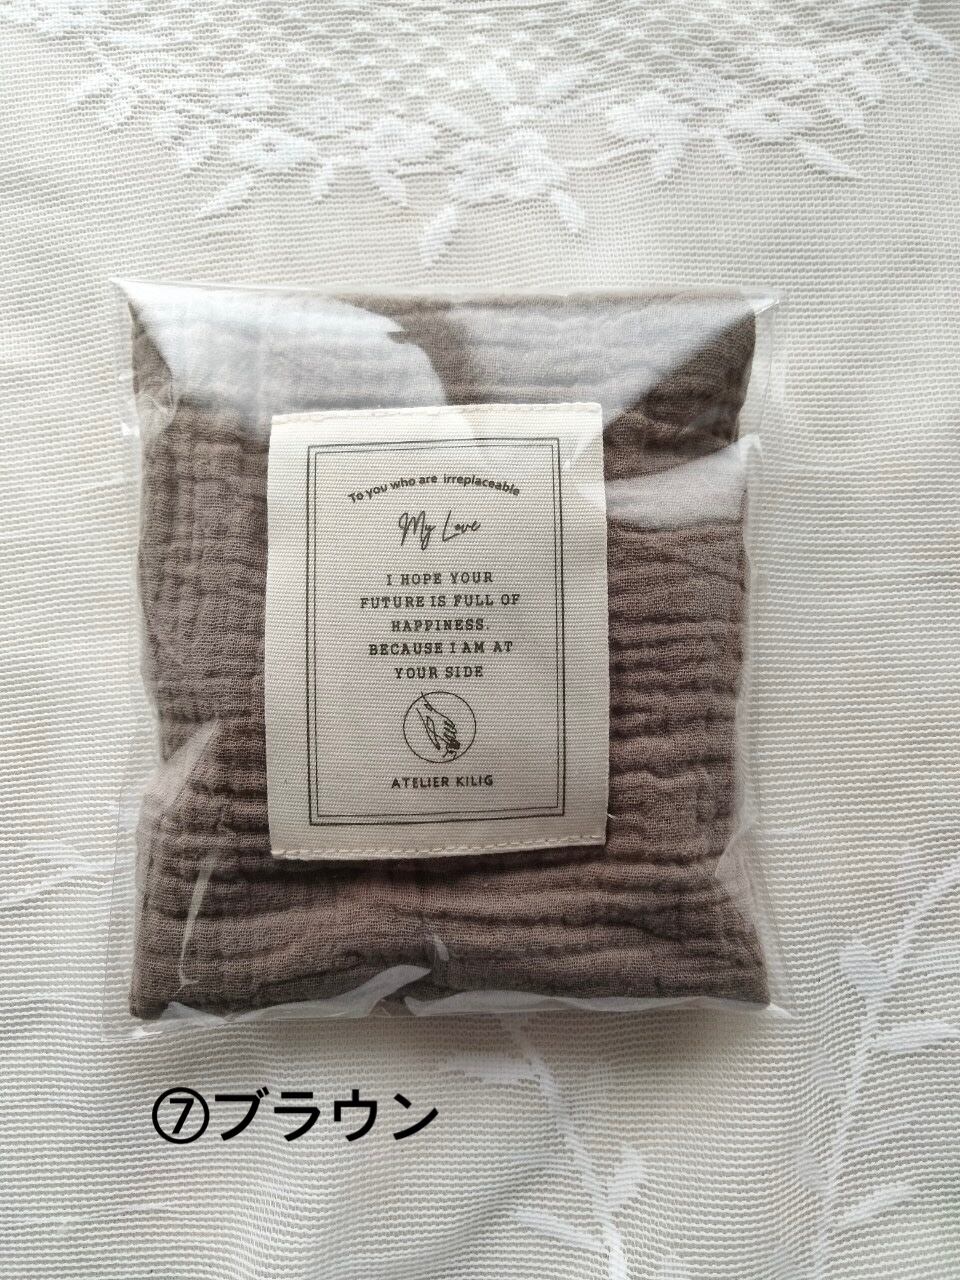 To you who are irreplaceable
My Love
I HOPE YOUR
FUTURE IS FULL OF
HAPPINESS.
BECAUSE I AM AT
YOUR SIDE
ATELIER KILIG
⑦ブラウン